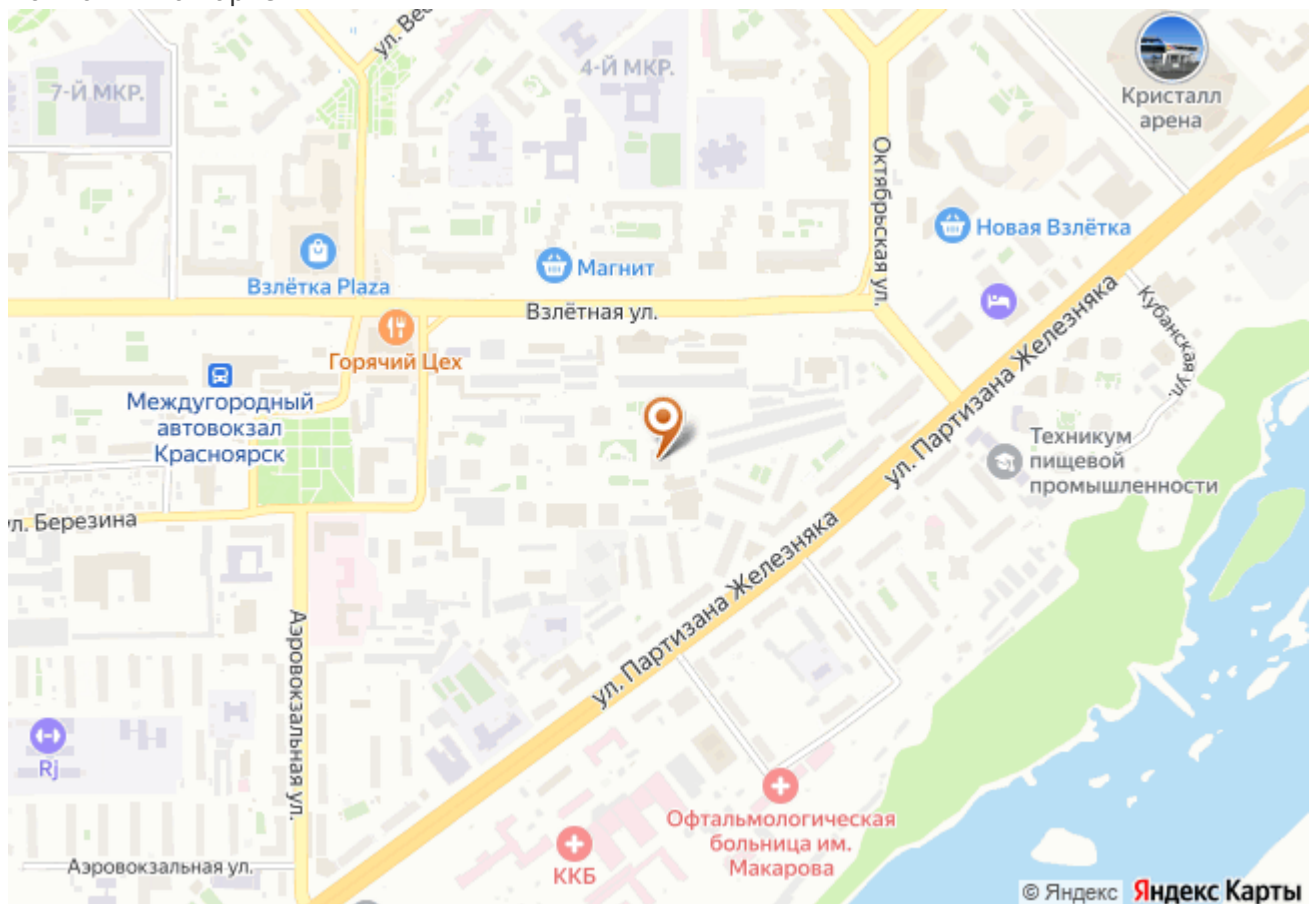 ул. Вес
4-Й МКР.
7-Й МКР.
Кристалл
арена
Октябрьская ул.
Новая Взлётка
Магнит
Взлётка Plaza
Взлётная ул.
Кубанская ул.
Горячий Цех
Междугородный
автовокзал
Красноярск
ул. Партизана Железняка
Техникум
пищевой
промышленности
л. Березина
ул. Партизана Железняка
Аэровокзальная ул.
Rj
Офтальмологическая
больница им.
Макарова
ККБ
Аэровокзальная ул.
© Яндекс Яндекс Карты